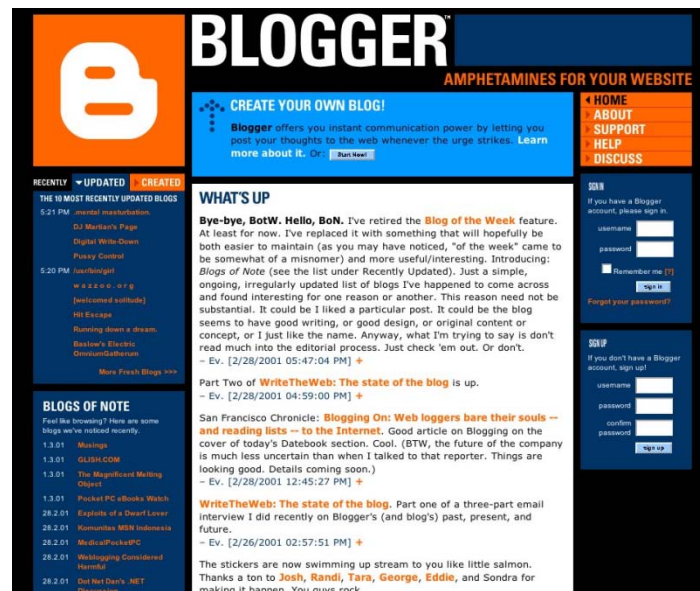 BLOGGER™
AMPHETAMINES FOR YOUR WEBSITE
CREATE YOUR OWN BLOG!
Blogger offers you instant communication power by letting you
post your thoughts to the web whenever the urge strikes. Learn
more about it. Or: Start Now!
HOME
ABOUT
SUPPORT
HELP
DISCUSS
RECENTLY UPDATED CREATED
THE 10 MOST RECENTLY UPDATED BLOGS
5:21 PM .mental masturbation.
DJ Martian's Page
Digital Write-Down
Pussy Control
5:20 PM /usr/bin/girl
w a z z o o . o r g
[welcomed solitude]
Hit Escape
Running down a dream.
Baslow's Electric
OmniumGatherum
More Fresh Blogs >>>
BLOGS OF NOTE
Feel like browsing? Here are some
blogs we've noticed recently.
1.3.01 Musings
1.3.01 GLISH.COM
1.3.01 The Magnificent Melting
Object
1.3.01 Pocket PC eBooks Watch
28.2.01 Exploits of a Dwarf Lover
28.2.01 Komunitas MSN Indonesia
28.2.01 MedicalPocketPC
28.2.01 Weblogging Considered
Harmful
28.2.01 Dot Net Dan's .NET
Discussion
WHAT'S UP
Bye-bye, BotW. Hello, BoN. I've retired the Blog of the Week feature.
At least for now. I've replaced it with something that will hopefully be
both easier to maintain (as you may have noticed, "of the week" came to
be somewhat of a misnomer) and more useful/interesting. Introducing:
Blogs of Note (see the list under Recently Updated). Just a simple,
ongoing, irregularly updated list of blogs I've happened to come across
and found interesting for one reason or another. This reason need not be
substantial. It could be I liked a particular post. It could be the blog
seems to have good writing, or good design, or original content or
concept, or I just like the name. Anyway, what I'm trying to say is don't
read much into the editorial process. Just check 'em out. Or don't.
– Ev. [2/28/2001 05:47:04 PM] +
Part Two of WriteTheWeb: The state of the blog is up.
– Ev. [2/28/2001 04:59:00 PM] +
San Francisco Chronicle: Blogging On: Web loggers bare their souls --
and reading lists -- to the Internet. Good article on Blogging on the
cover of today's Datebook section. Cool. (BTW, the future of the company
is much less uncertain than when I talked to that reporter. Things are
looking good. Details coming soon.)
– Ev. [2/28/2001 12:45:27 PM] +
WriteTheWeb: The state of the blog. Part one of a three-part email
interview I did recently on Blogger's (and blog's) past, present, and
future.
– Ev. [2/26/2001 02:57:51 PM] +
The stickers are now swimming up stream to you like little salmon.
Thanks a ton to Josh, Randi, Tara, George, Eddie, and Sondra for
making it happen. You guys rock.
SIGN IN
If you have a Blogger
account, please sign in.
username
password
Remember me [?]
sign in
Forgot your password?
SIGN UP
If you don't have a Blogger
account, sign up!
username
password
confirm
password
sign up